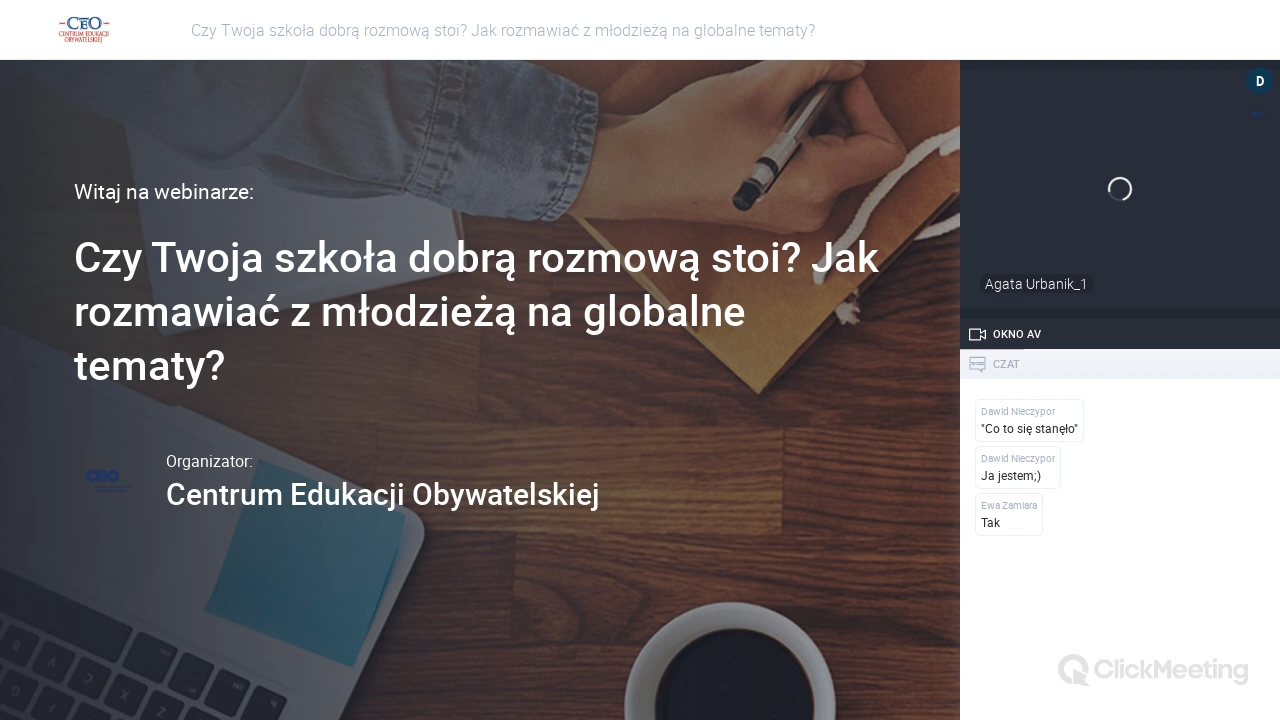 CEO
CENTRUM EDUKACJI
OBYWATELSKIEJ
Czy Twoja szkoła dobrą rozmową stoi? Jak rozmawiać z młodzieżą na globalne tematy?
Witaj na webinarze:
Czy Twoja szkoła dobrą rozmową stoi? Jak
rozmawiać z młodzieżą na globalne
tematy?
ceo
Organizator:
Centrum Edukacji Obywatelskiej
D
Agata Urbanik_1
OKNO AV
CZAT
Dawid Nieczypor
"Co to się stanęło"
Dawid Nieczypor
Ja jestem;)
Ewa Zamiara
Tak
ClickMeeting